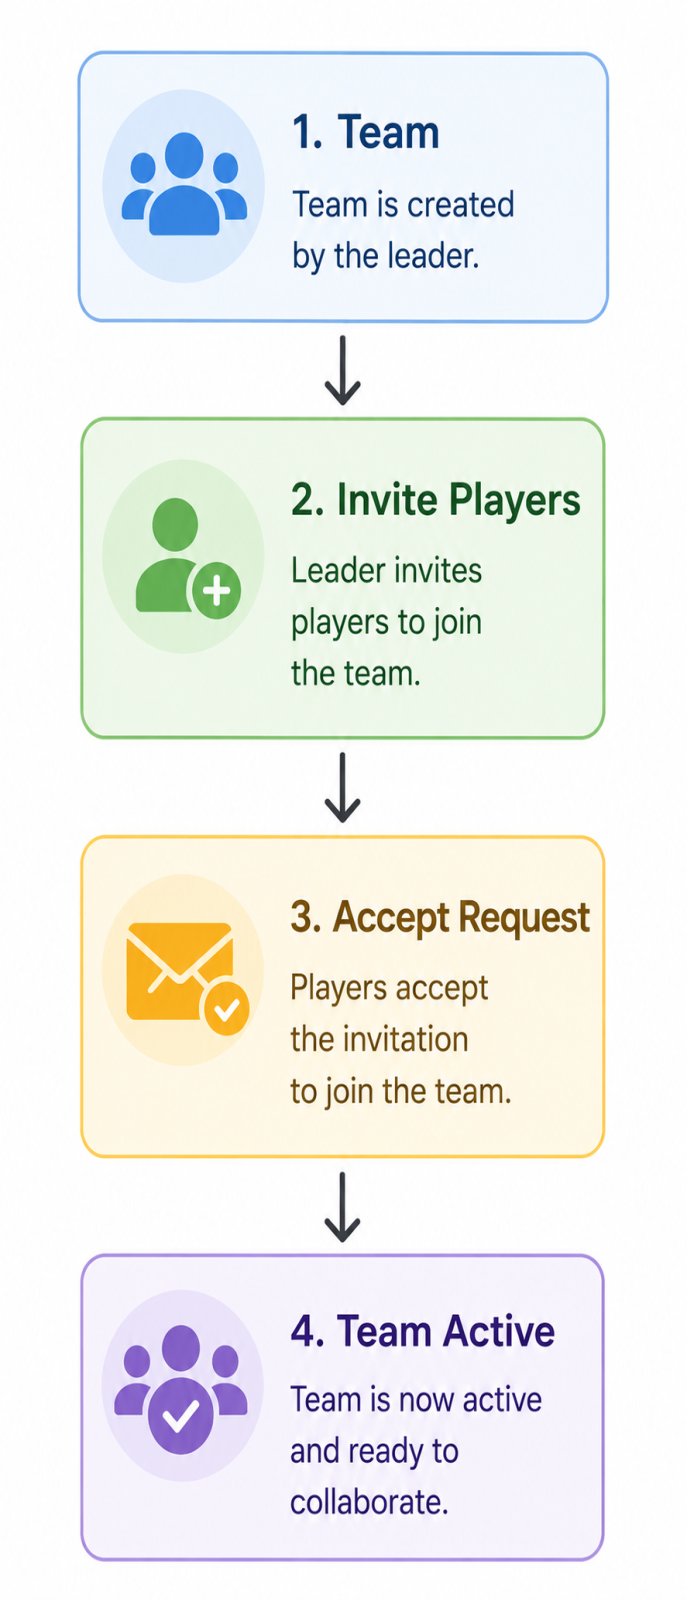 1. Team
Team is created
by the leader.
2. Invite Players
Leader invites
players to join
the team.
3. Accept Request
Players accept
the invitation
to join the team.
4. Team Active
Team is now active
and ready to
collaborate.